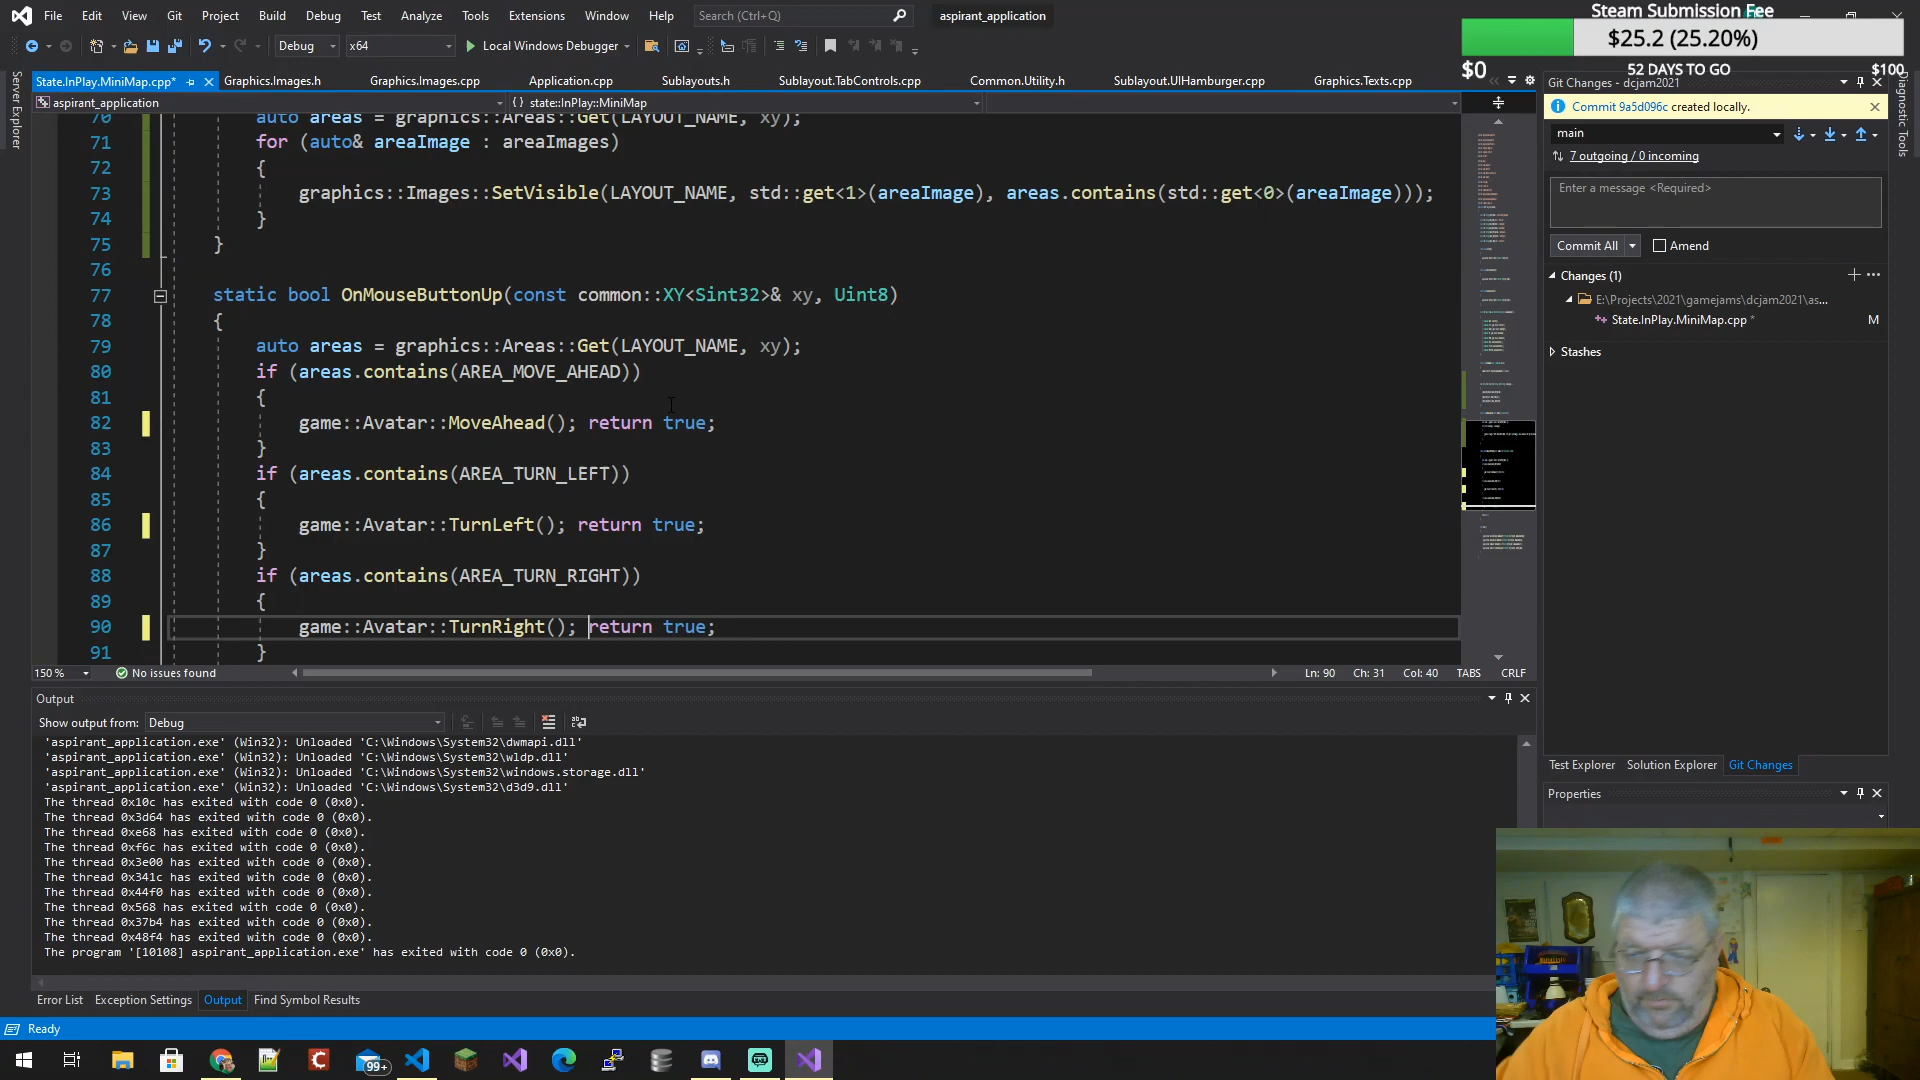 File Edit View Git Project Build Debug Test Analyze Tools Extensions Window Help Search (Ctrl+Q) aspirant_application
Steam Submission Fee
$25.2 (25.20%)
$0 52 DAYS TO GO $100
Debug x64 Local Windows Debugger
Server Explorer
State.InPlay.MiniMap.cpp* Graphics.Images.h Graphics.Images.cpp Application.cpp Sublayouts.h Sublayout.TabControls.cpp Common.Utility.h Sublayout.UIHamburger.cpp Graphics.Texts.cpp
aspirant_application state::InPlay::MiniMap
70 auto areas = graphics::Areas::Get(LAYOUT_NAME, xy);
71 for (auto& areaImage : areaImages)
72 {
73 graphics::Images::SetVisible(LAYOUT_NAME, std::get<1>(areaImage), areas.contains(std::get<0>(areaImage)));
74 }
75 }
76
77 static bool OnMouseButtonUp(const common::XY<Sint32>& xy, Uint8)
78 {
79 auto areas = graphics::Areas::Get(LAYOUT_NAME, xy);
80 if (areas.contains(AREA_MOVE_AHEAD))
81 {
82 game::Avatar::MoveAhead(); return true;
83 }
84 if (areas.contains(AREA_TURN_LEFT))
85 {
86 game::Avatar::TurnLeft(); return true;
87 }
88 if (areas.contains(AREA_TURN_RIGHT))
89 {
90 game::Avatar::TurnRight(); return true;
91 }
150 % No issues found Ln: 90 Ch: 31 Col: 40 TABS CRLF
Output
Show output from: Debug
'aspirant_application.exe' (Win32): Unloaded 'C:\Windows\System32\dwmapi.dll'
'aspirant_application.exe' (Win32): Unloaded 'C:\Windows\System32\wldp.dll'
'aspirant_application.exe' (Win32): Unloaded 'C:\Windows\System32\windows.storage.dll'
'aspirant_application.exe' (Win32): Unloaded 'C:\Windows\System32\d3d9.dll'
The thread 0x10c has exited with code 0 (0x0).
The thread 0x3d64 has exited with code 0 (0x0).
The thread 0xe68 has exited with code 0 (0x0).
The thread 0xf6c has exited with code 0 (0x0).
The thread 0x3e00 has exited with code 0 (0x0).
The thread 0x341c has exited with code 0 (0x0).
The thread 0x44f0 has exited with code 0 (0x0).
The thread 0x568 has exited with code 0 (0x0).
The thread 0x37b4 has exited with code 0 (0x0).
The thread 0x48f4 has exited with code 0 (0x0).
The program '[10108] aspirant_application.exe' has exited with code 0 (0x0).
Error List Exception Settings Output Find Symbol Results
Ready
Git Changes - dcjam2021
Commit 9a5d096c created locally.
main
7 outgoing / 0 incoming
Enter a message <Required>
Commit All Amend
Changes (1)
E:\Projects\2021\gamejams\dcjam2021\as...
State.InPlay.MiniMap.cpp * M
Stashes
Test Explorer Solution Explorer Git Changes
Properties
Diagnostic Tools
99+